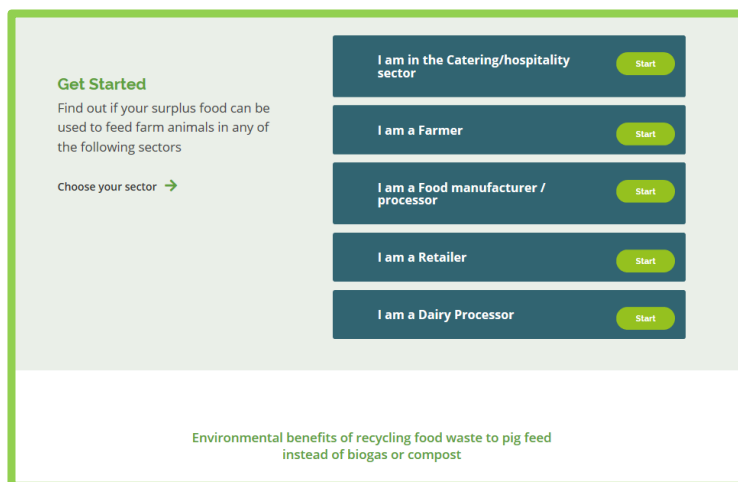 Get Started
Find out if your surplus food can be
used to feed farm animals in any of
the following sectors
Choose your sector
I am in the Catering/hospitality
sector
Start
I am a Farmer
Start
I am a Food manufacturer /
processor
Start
I am a Retailer
Start
I am a Dairy Processor
Start
Environmental benefits of recycling food waste to pig feed
instead of biogas or compost